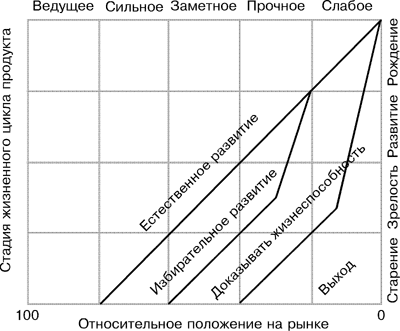 Ведущее Сильное Заметное Прочное Слабое
Стадия жизненного цикла продукта
Рождение
Развитие
Зрелость
Старение
Естественное развитие
Избирательное развитие
Доказывать жизнеспособность
Выход
100 0
Относительное положение на рынке